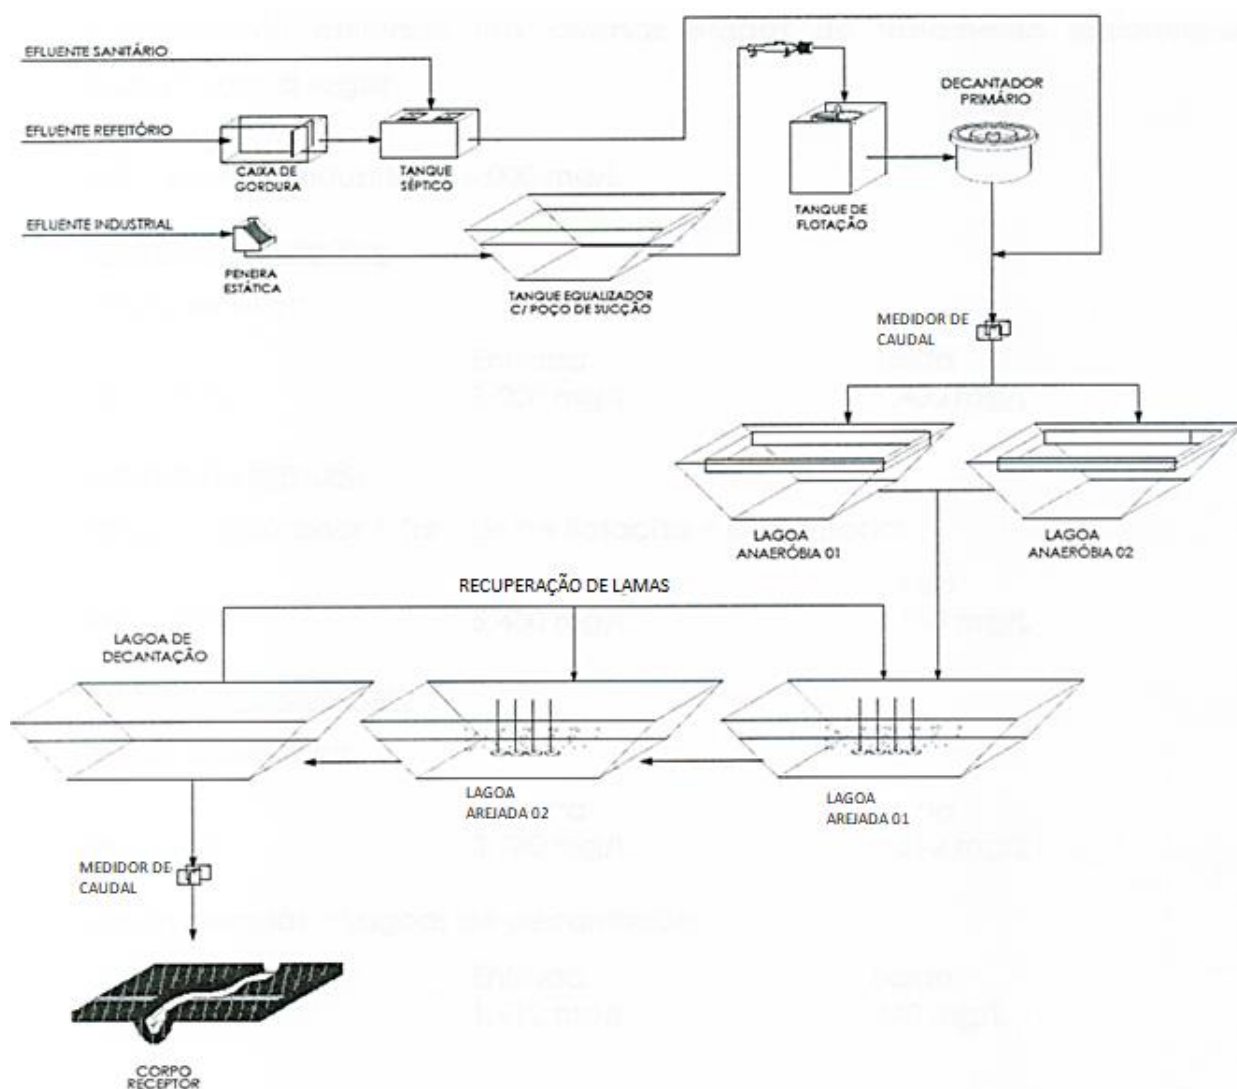 EFLUENTE SANITÁRIO
EFLUENTE REFEITÓRIO
CAIXA DE
GORDURA
TANQUE
SÉPTICO
EFLUENTE INDUSTRIAL
PENEIRA
ESTÁTICA
TANQUE EQUALIZADOR
C/ POÇO DE SUCÇÃO
TANQUE DE
FLOTAÇÃO
DECANTADOR
PRIMÁRIO
MEDIDOR DE
CAUDAL
LAGOA
ANAERÓBIA 01
LAGOA
ANAERÓBIA 02
RECUPERAÇÃO DE LAMAS
LAGOA DE
DECANTAÇÃO
LAGOA
AREJADA 02
LAGOA
AREJADA 01
MEDIDOR DE
CAUDAL
CORPO
RECEPTOR